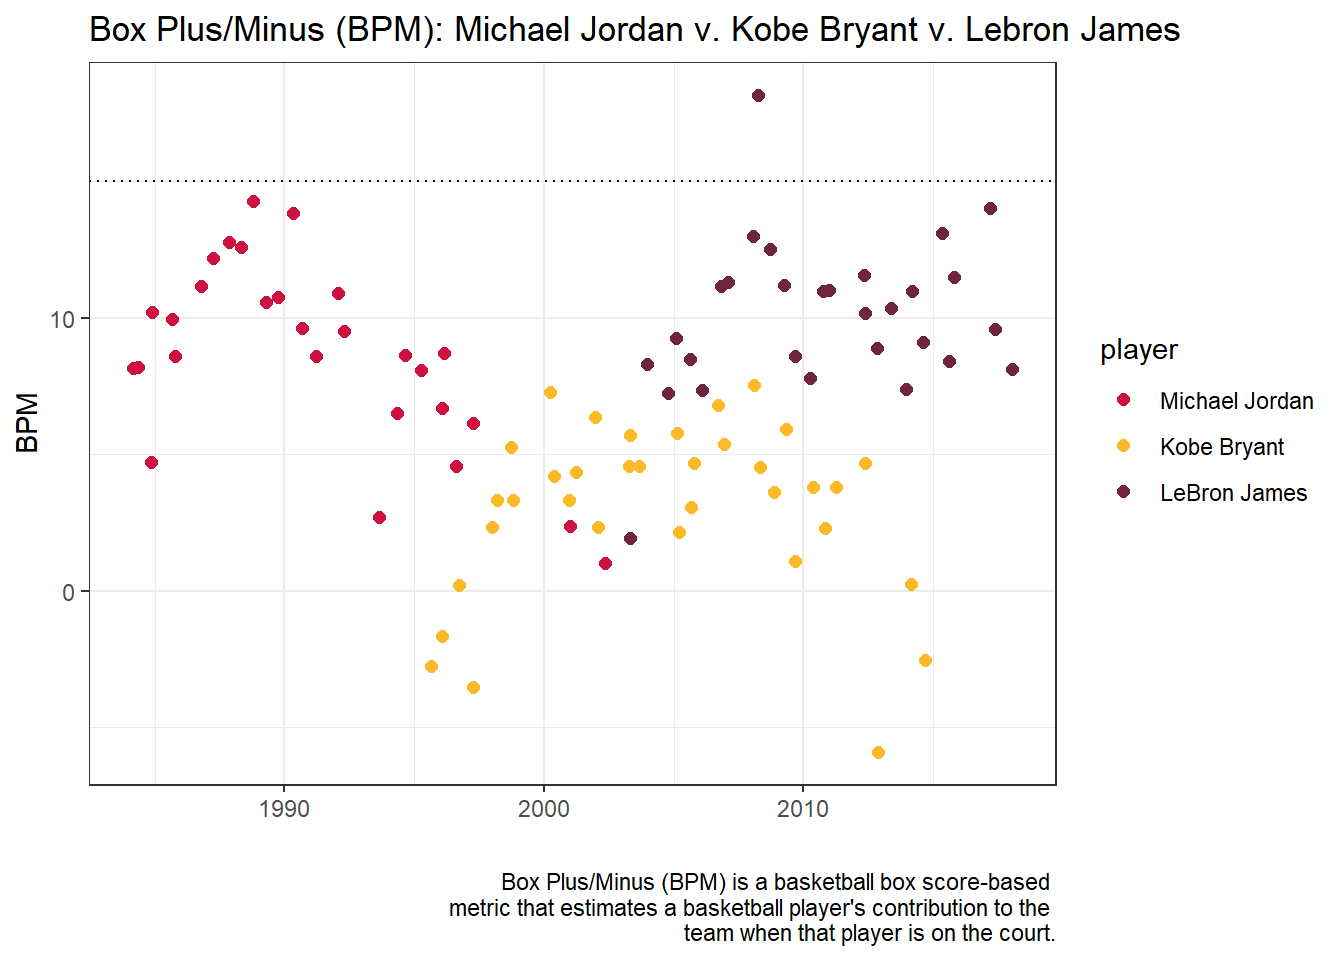 Box Plus/Minus (BPM): Michael Jordan v. Kobe Bryant v. Lebron James
BPM
10
0
1990
2000
2010
player
Michael Jordan
Kobe Bryant
LeBron James
Box Plus/Minus (BPM) is a basketball box score-based
metric that estimates a basketball player's contribution to the
team when that player is on the court.